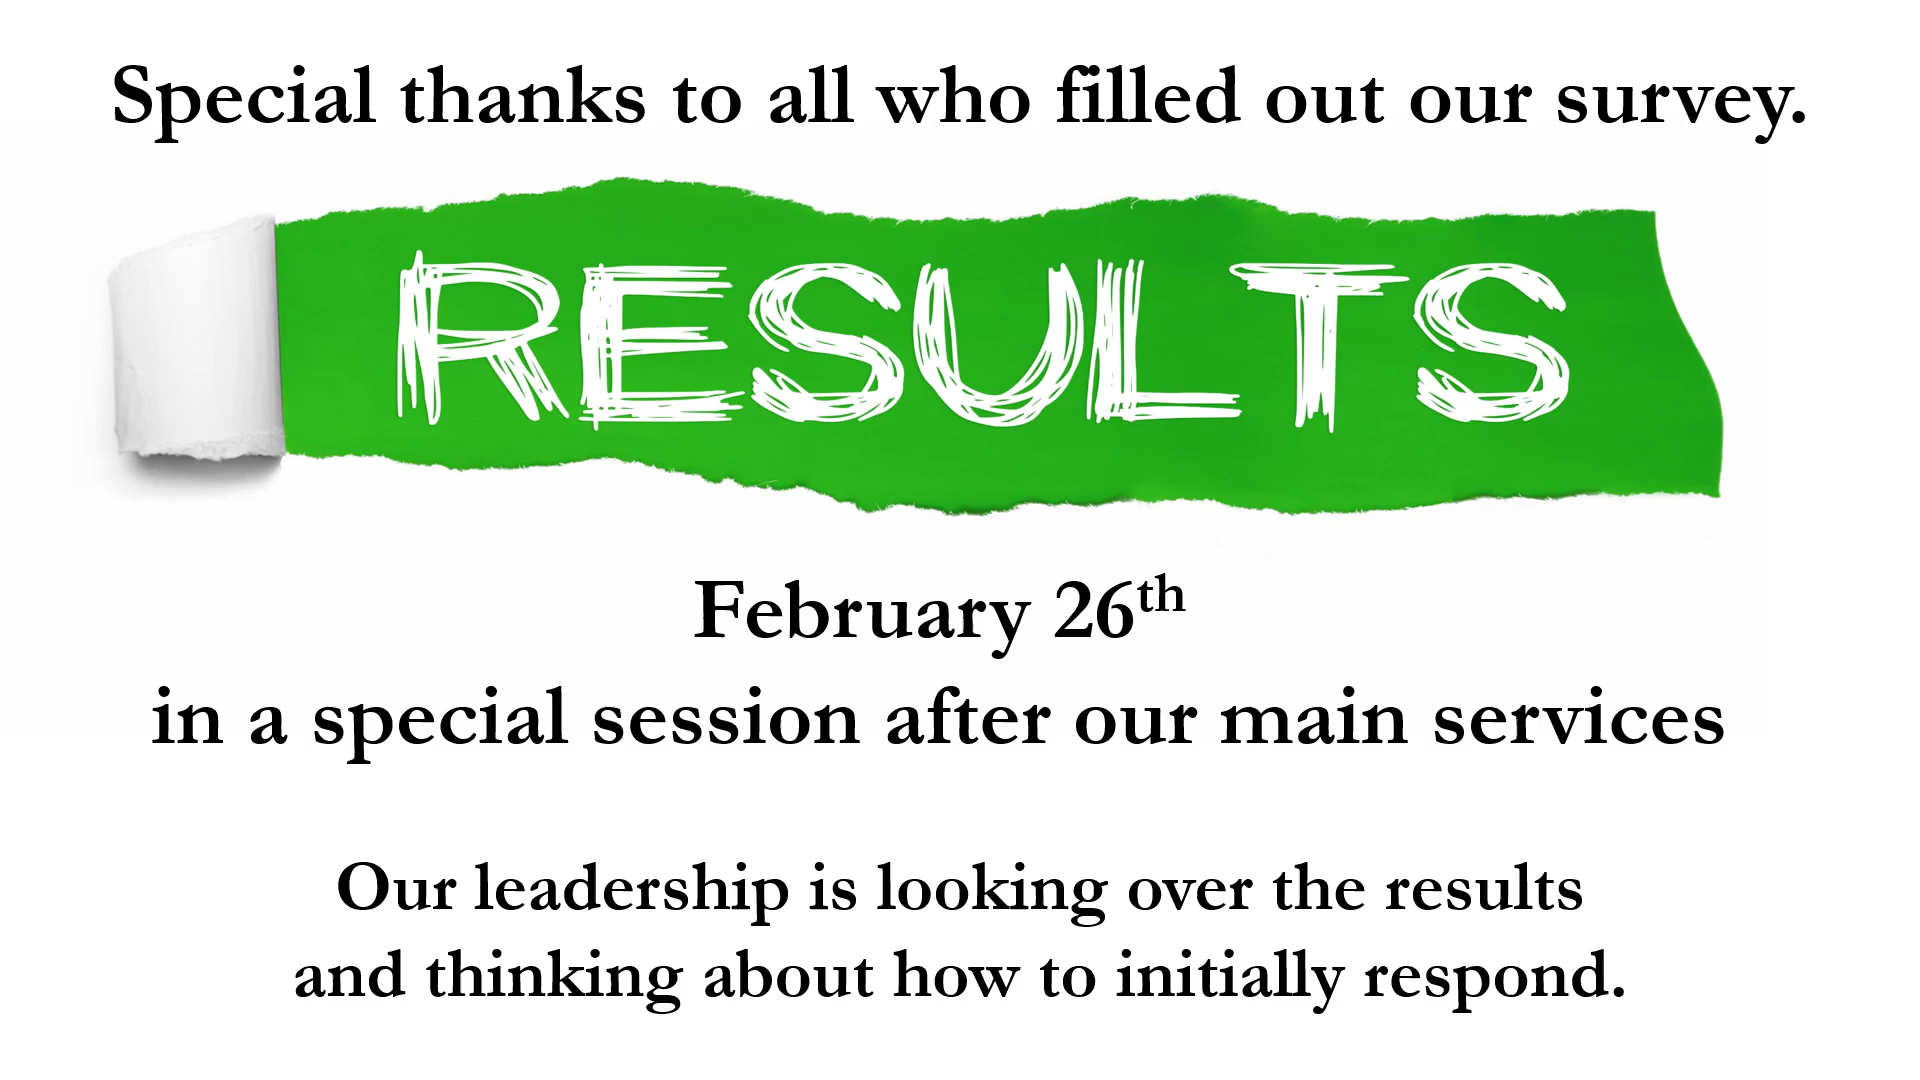 Special thanks to all who filled out our survey.
RESULTS
February 26th
in a special session after our main services
Our leadership is looking over the results
and thinking about how to initially respond.